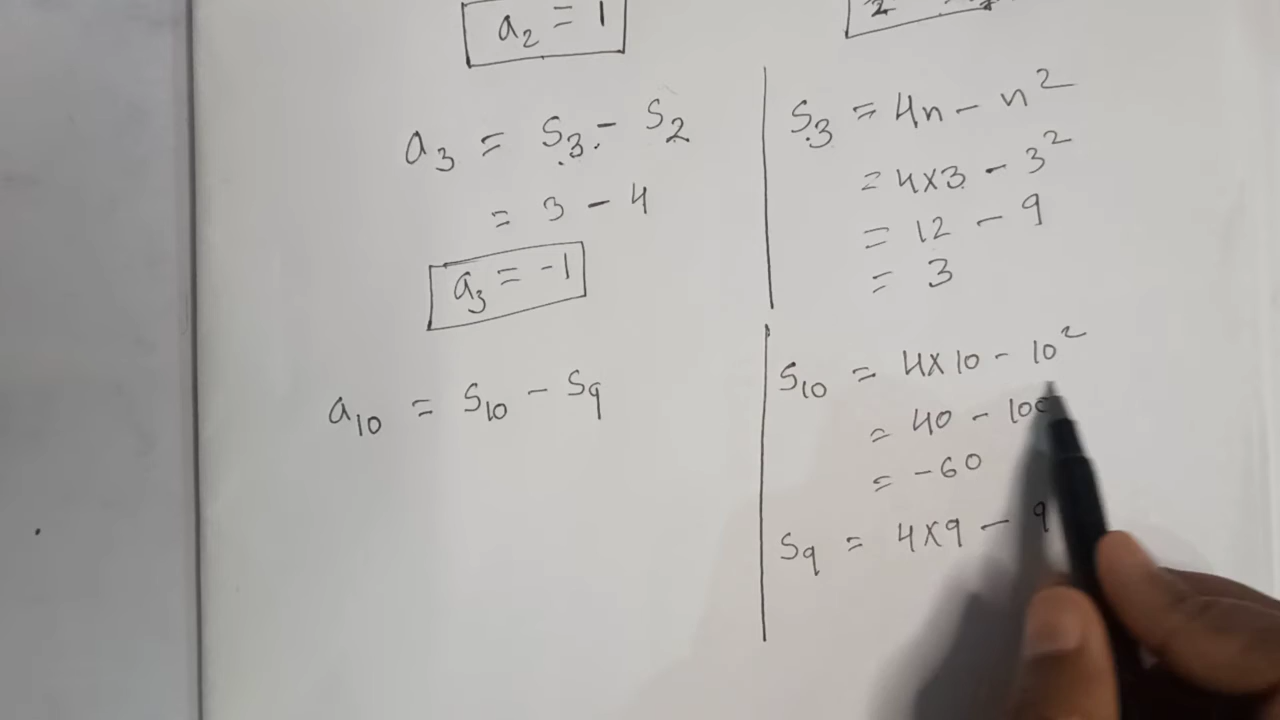 a₂ = 1
a₃ = S₃ - S₂
= 3 - 4
a₃ = -1
a₁₀ = S₁₀ - S₉
S₃ = 4n - n²
= 4×3 - 3²
= 12 - 9
= 3
S₁₀ = 4×10 - 10²
= 40 - 100
= -60
S₉ = 4×9 - 9